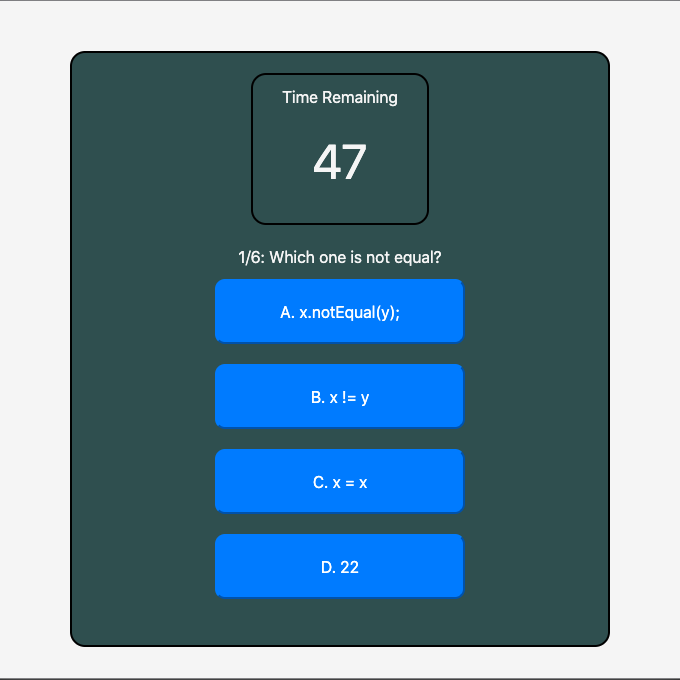 Time Remaining
47
1/6: Which one is not equal?
A. x.notEqual(y);
B. x != y
C. x = x
D. 22